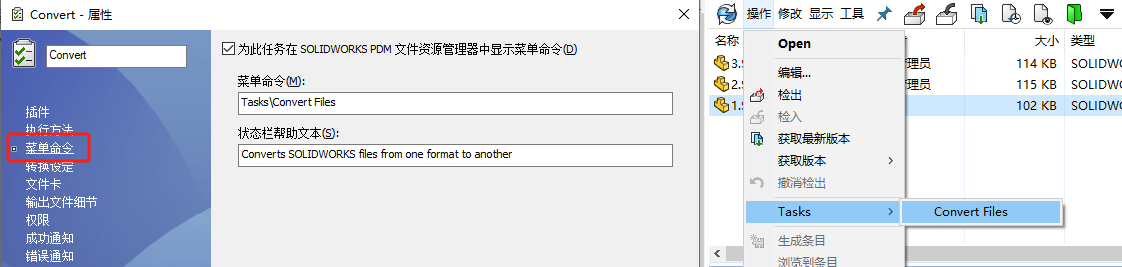 Convert - 属性
Convert
插件
执行方法
菜单命令
转换设定
文件卡
输出文件细节
权限
成功通知
错误通知
为此任务在 SOLIDWORKS PDM 文件资源管理器中显示菜单命令(D)
菜单命令(M):
Tasks\Convert Files
状态栏帮助文本(S):
Converts SOLIDWORKS files from one format to another
操作 修改 显示 工具
名称 大小 类型
3.S 管理员 114 KB SOLIDWO
2.S 管理员 115 KB SOLIDWO
1.S 102 KB SOLIDWO
Open
编辑...
检出
检入
获取最新版本
获取版本
撤消检出
Tasks
Convert Files
生成条目
浏览到条目